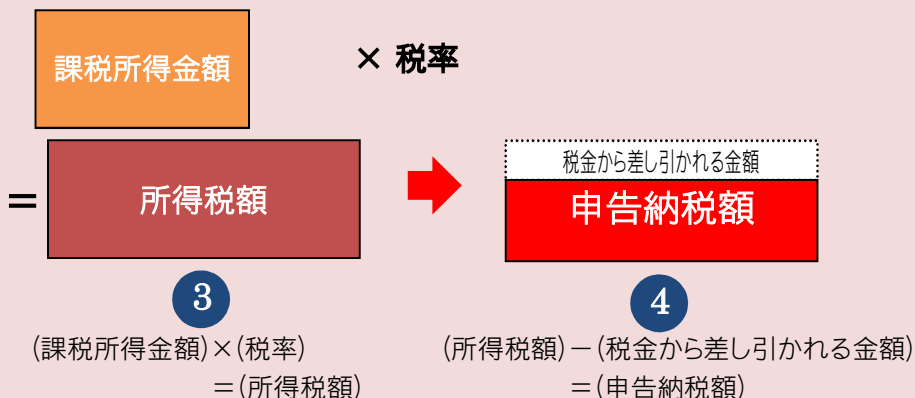 課税所得金額
× 税率
=
所得税額
税金から差し引かれる金額
申告納税額
3
(課税所得金額)×(税率)
=(所得税額)
4
(所得税額)－(税金から差し引かれる金額)
=(申告納税額)